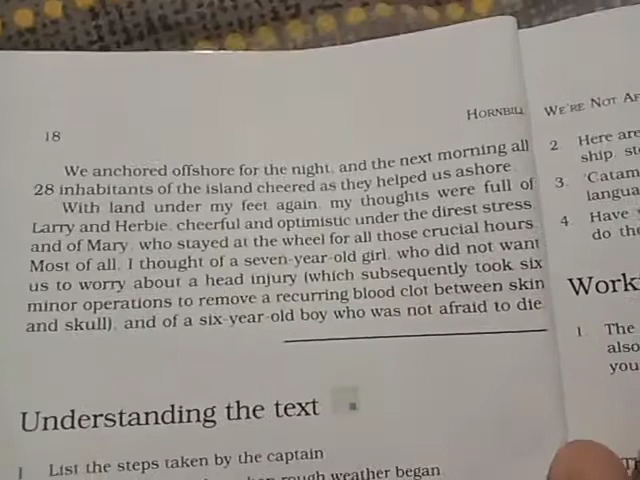 18
HORNBILL
We anchored offshore for the night, and the next morning all
28 inhabitants of the island cheered as they helped us ashore.
With land under my feet again, my thoughts were full of
Larry and Herbie, cheerful and optimistic under the direst stress,
and of Mary, who stayed at the wheel for all those crucial hours.
Most of all, I thought of a seven-year-old girl, who did not want
us to worry about a head injury (which subsequently took six
minor operations to remove a recurring blood clot between skin
and skull), and of a six-year-old boy who was not afraid to die.
Understanding the text
1 List the steps taken by the captain
rough weather began
WE'RE NOT
2. Here are
ship,
3. 'Catam
langua
4. Have
do the
Work
1. The
also
you